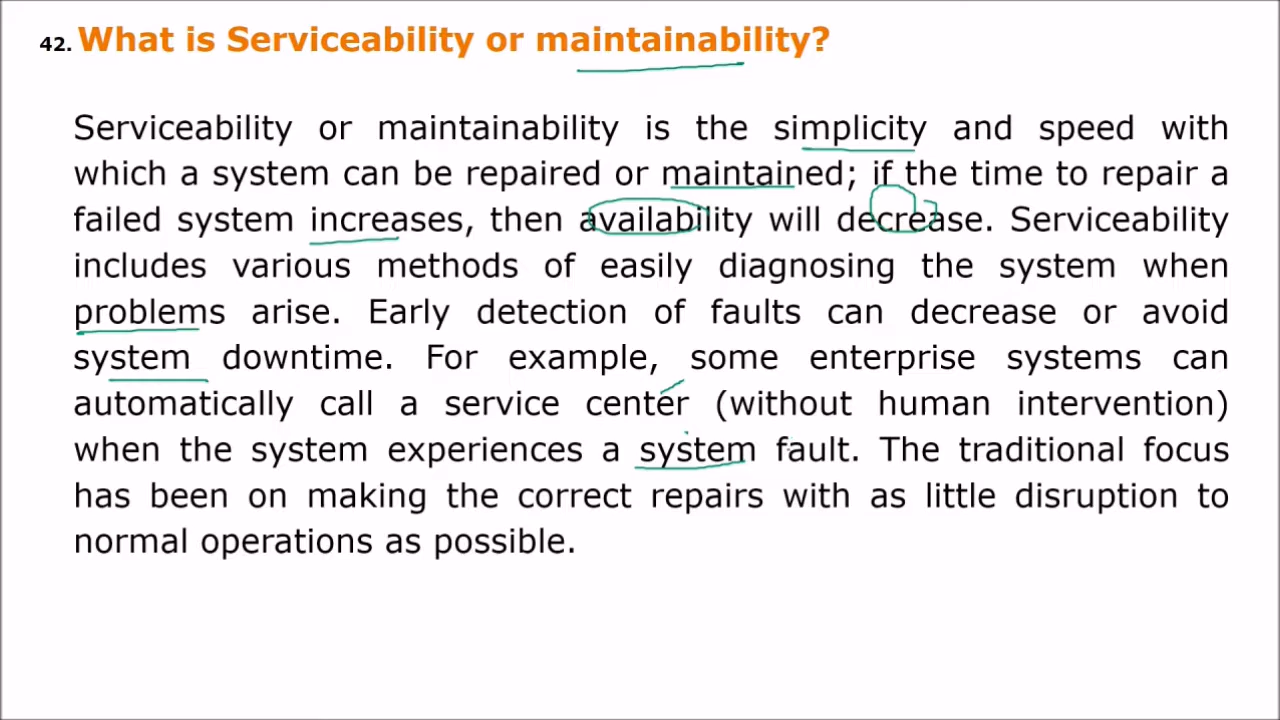 42. What is Serviceability or maintainability?
Serviceability or maintainability is the simplicity and speed with
which a system can be repaired or maintained; if the time to repair a
failed system increases, then availability will decrease. Serviceability
includes various methods of easily diagnosing the system when
problems arise. Early detection of faults can decrease or avoid
system downtime. For example, some enterprise systems can
automatically call a service center (without human intervention)
when the system experiences a system fault. The traditional focus
has been on making the correct repairs with as little disruption to
normal operations as possible.